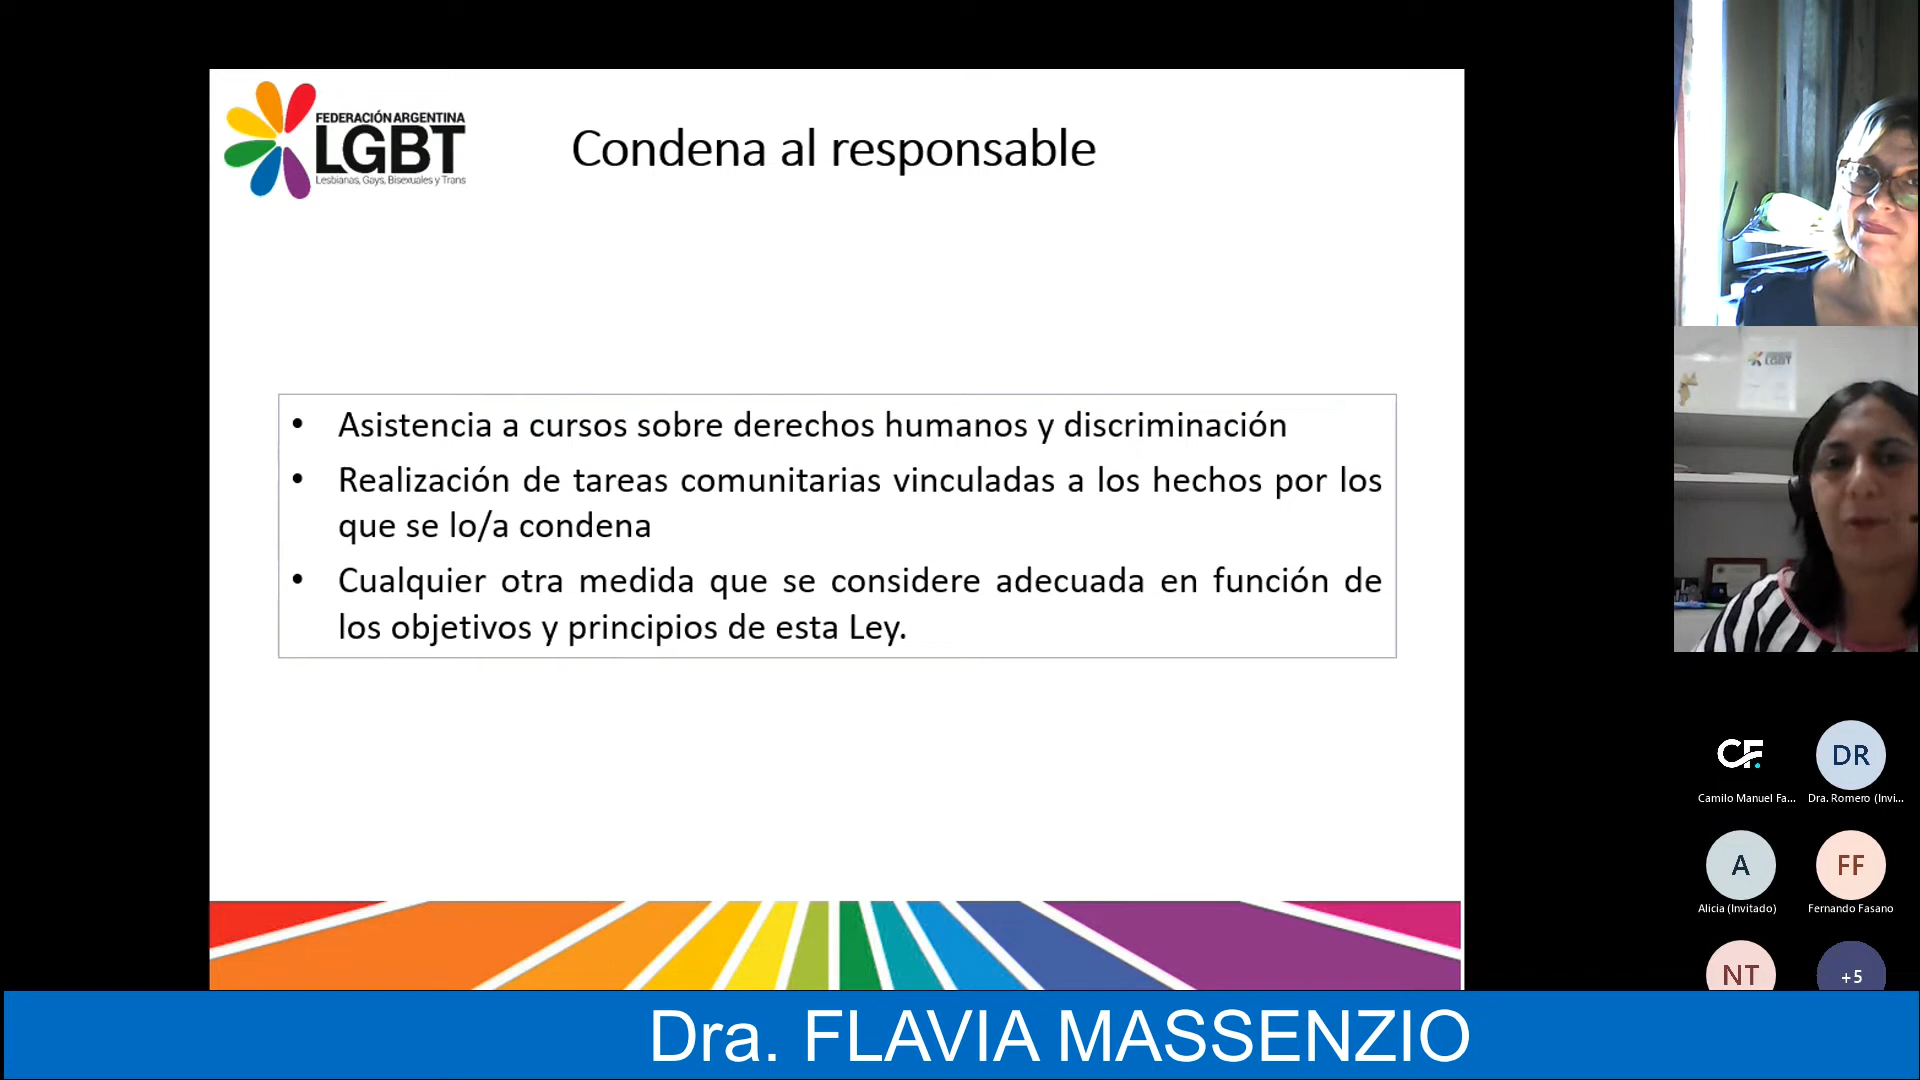 FEDERACIÓN ARGENTINA
LGBT
Lesbianas, Gays, Bisexuales y Trans
Condena al responsable
• Asistencia a cursos sobre derechos humanos y discriminación
• Realización de tareas comunitarias vinculadas a los hechos por los
que se lo/a condena
• Cualquier otra medida que se considere adecuada en función de
los objetivos y principios de esta Ley.
LGBT
CF.
DR
Camilo Manuel Fa...
Dra. Romero (Invi...
A
FF
Alicia (Invitado)
Fernando Fasano
NT
+5
Dra. FLAVIA MASSENZIO